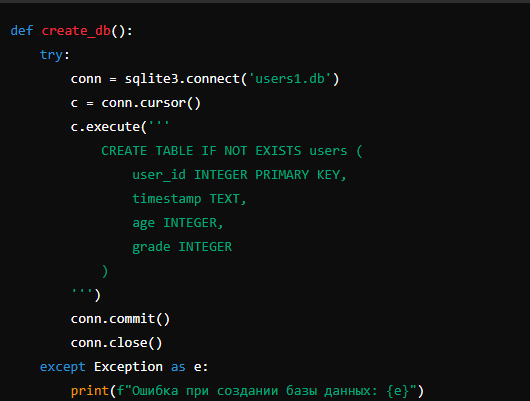 def create_db():
    try:
        conn = sqlite3.connect('users1.db')
        c = conn.cursor()
        c.execute('''
            CREATE TABLE IF NOT EXISTS users (
                user_id INTEGER PRIMARY KEY,
                timestamp TEXT,
                age INTEGER,
                grade INTEGER
            )
        ''')
        conn.commit()
        conn.close()
    except Exception as e:
        print(f"Ошибка при создании базы данных: {e}")